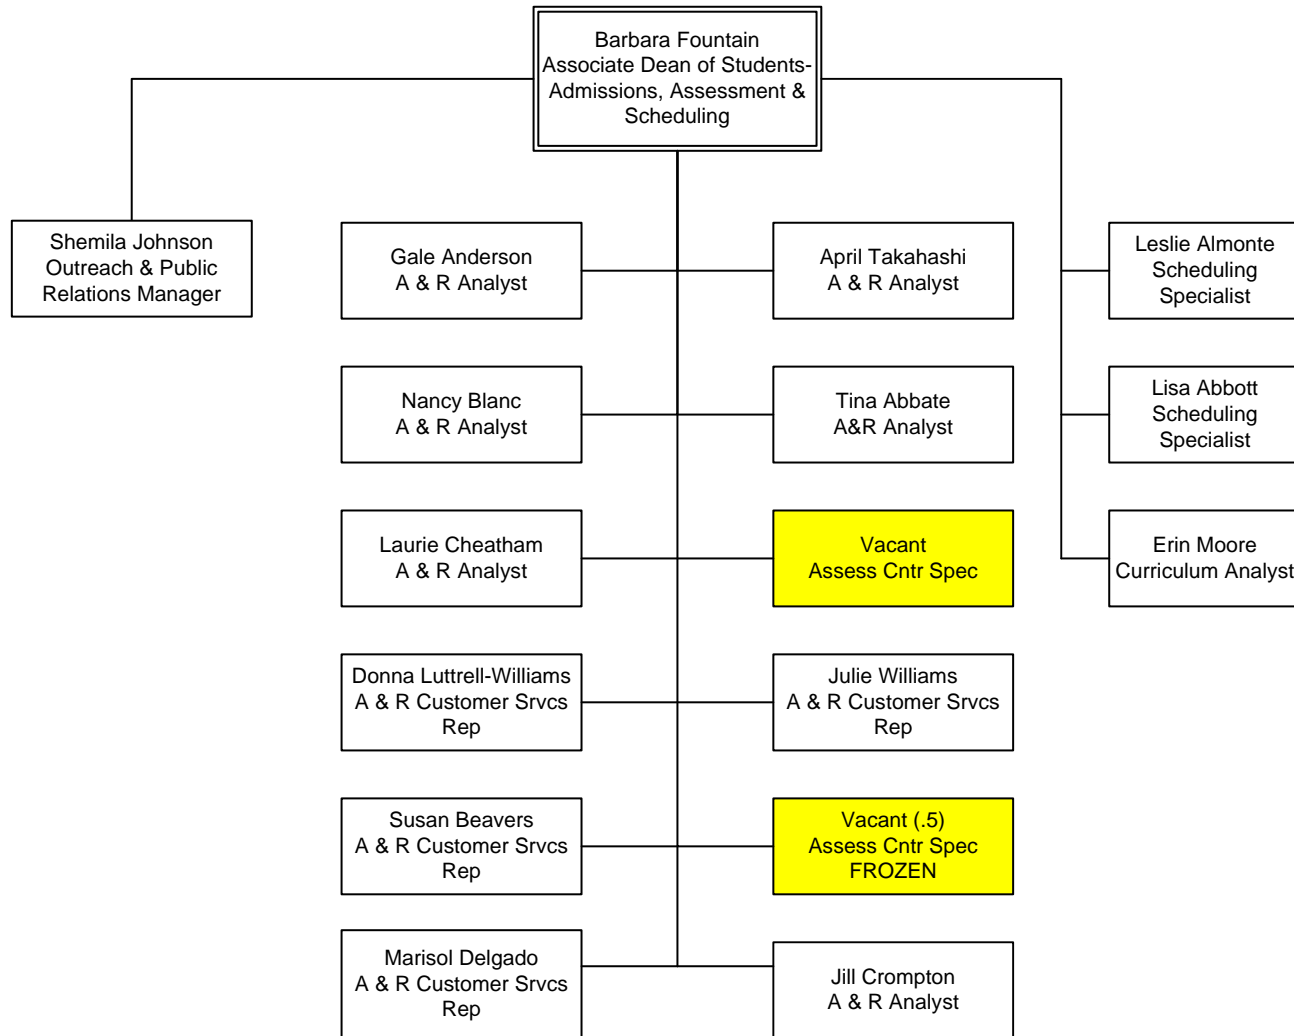 Barbara Fountain
Associate Dean of Students-
Admissions, Assessment &
Scheduling
Shemila Johnson
Outreach & Public
Relations Manager
Gale Anderson
A & R Analyst
April Takahashi
A & R Analyst
Leslie Almonte
Scheduling
Specialist
Nancy Blanc
A & R Analyst
Tina Abbate
A&R Analyst
Lisa Abbott
Scheduling
Specialist
Laurie Cheatham
A & R Analyst
Vacant
Assess Cntr Spec
Erin Moore
Curriculum Analyst
Donna Luttrell-Williams
A & R Customer Srvcs
Rep
Julie Williams
A & R Customer Srvcs
Rep
Susan Beavers
A & R Customer Srvcs
Rep
Vacant (.5)
Assess Cntr Spec
FROZEN
Marisol Delgado
A & R Customer Srvcs
Rep
Jill Crompton
A & R Analyst